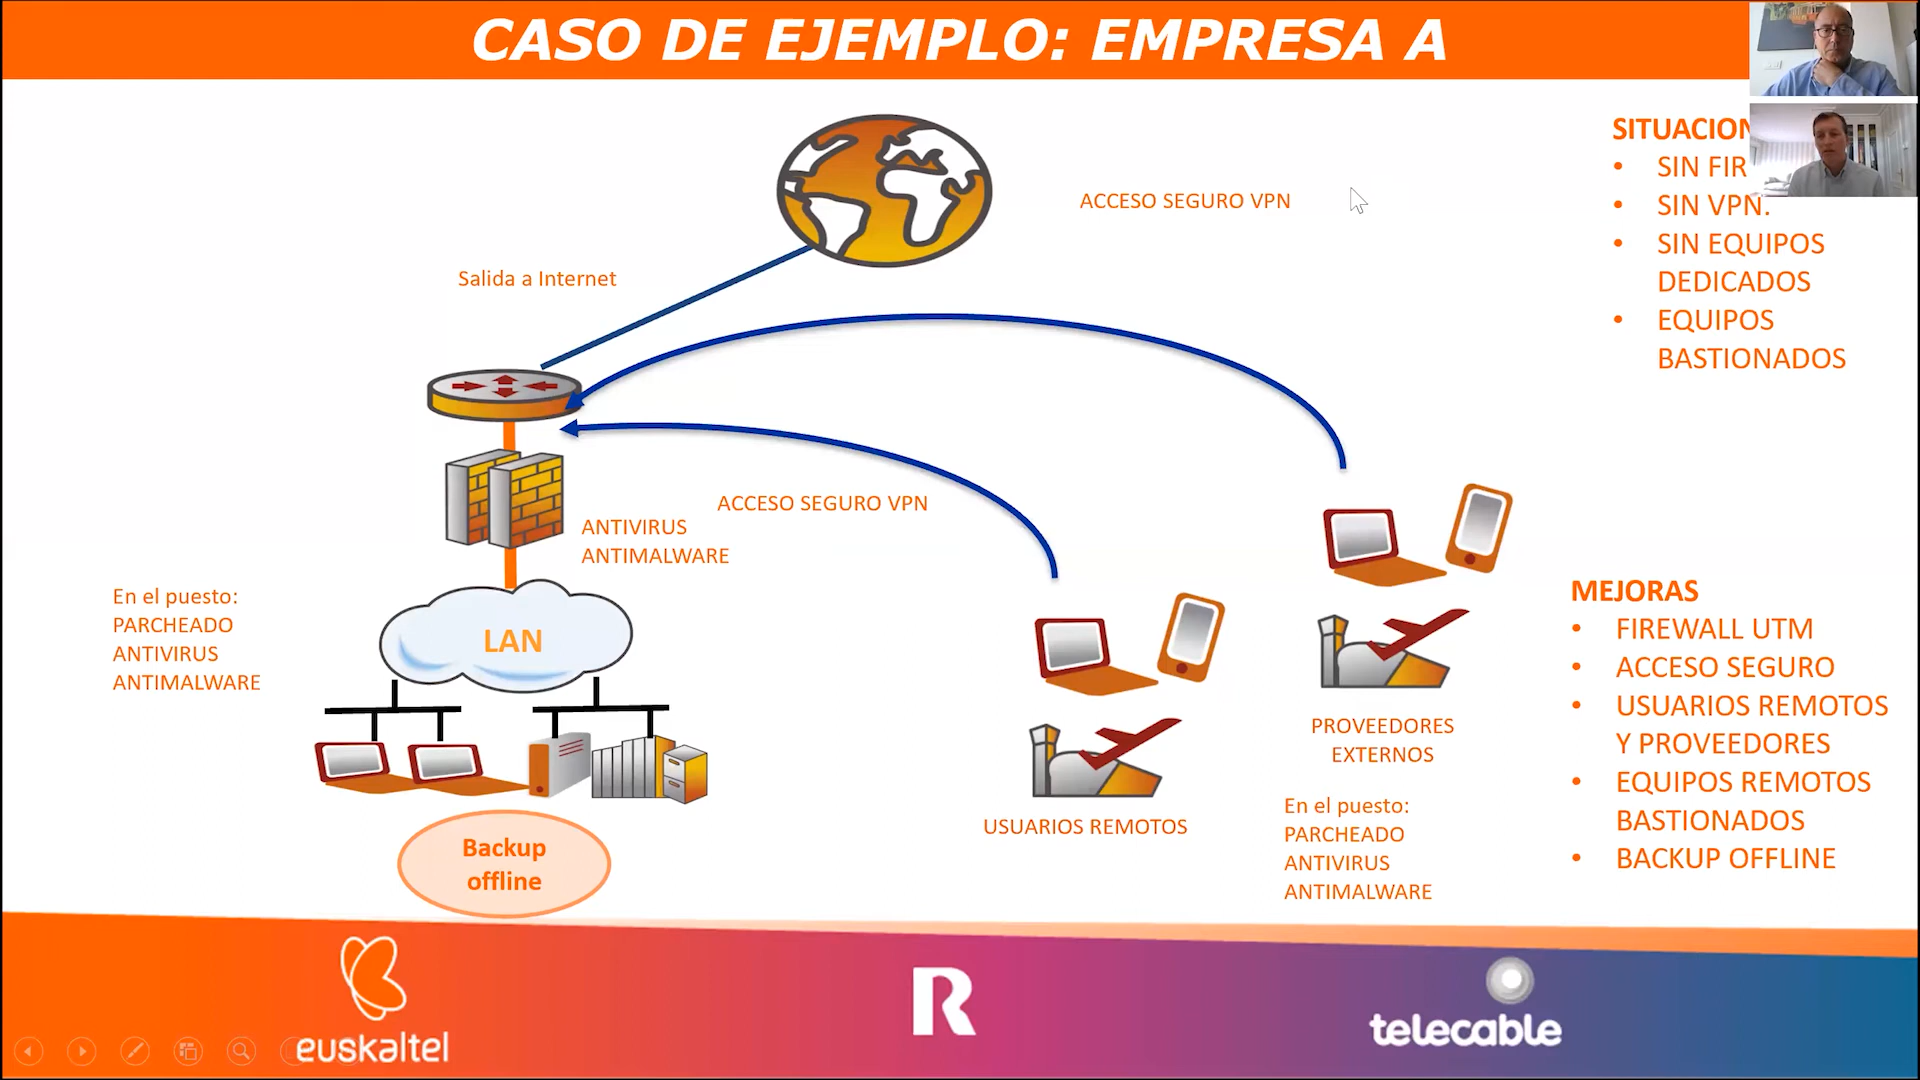 CASO DE EJEMPLO: EMPRESA A
ACCESO SEGURO VPN
Salida a Internet
ACCESO SEGURO VPN
ANTIVIRUS
ANTIMALWARE
En el puesto:
PARCHEADO
ANTIVIRUS
ANTIMALWARE
LAN
Backup
offline
USUARIOS REMOTOS
PROVEEDORES
EXTERNOS
En el puesto:
PARCHEADO
ANTIVIRUS
ANTIMALWARE
SITUACION
• SIN FIR
• SIN VPN.
• SIN EQUIPOS
DEDICADOS
• EQUIPOS
BASTIONADOS
MEJORAS
• FIREWALL UTM
• ACCESO SEGURO
• USUARIOS REMOTOS
Y PROVEEDORES
• EQUIPOS REMOTOS
BASTIONADOS
• BACKUP OFFLINE
euskaltel
R
telecable